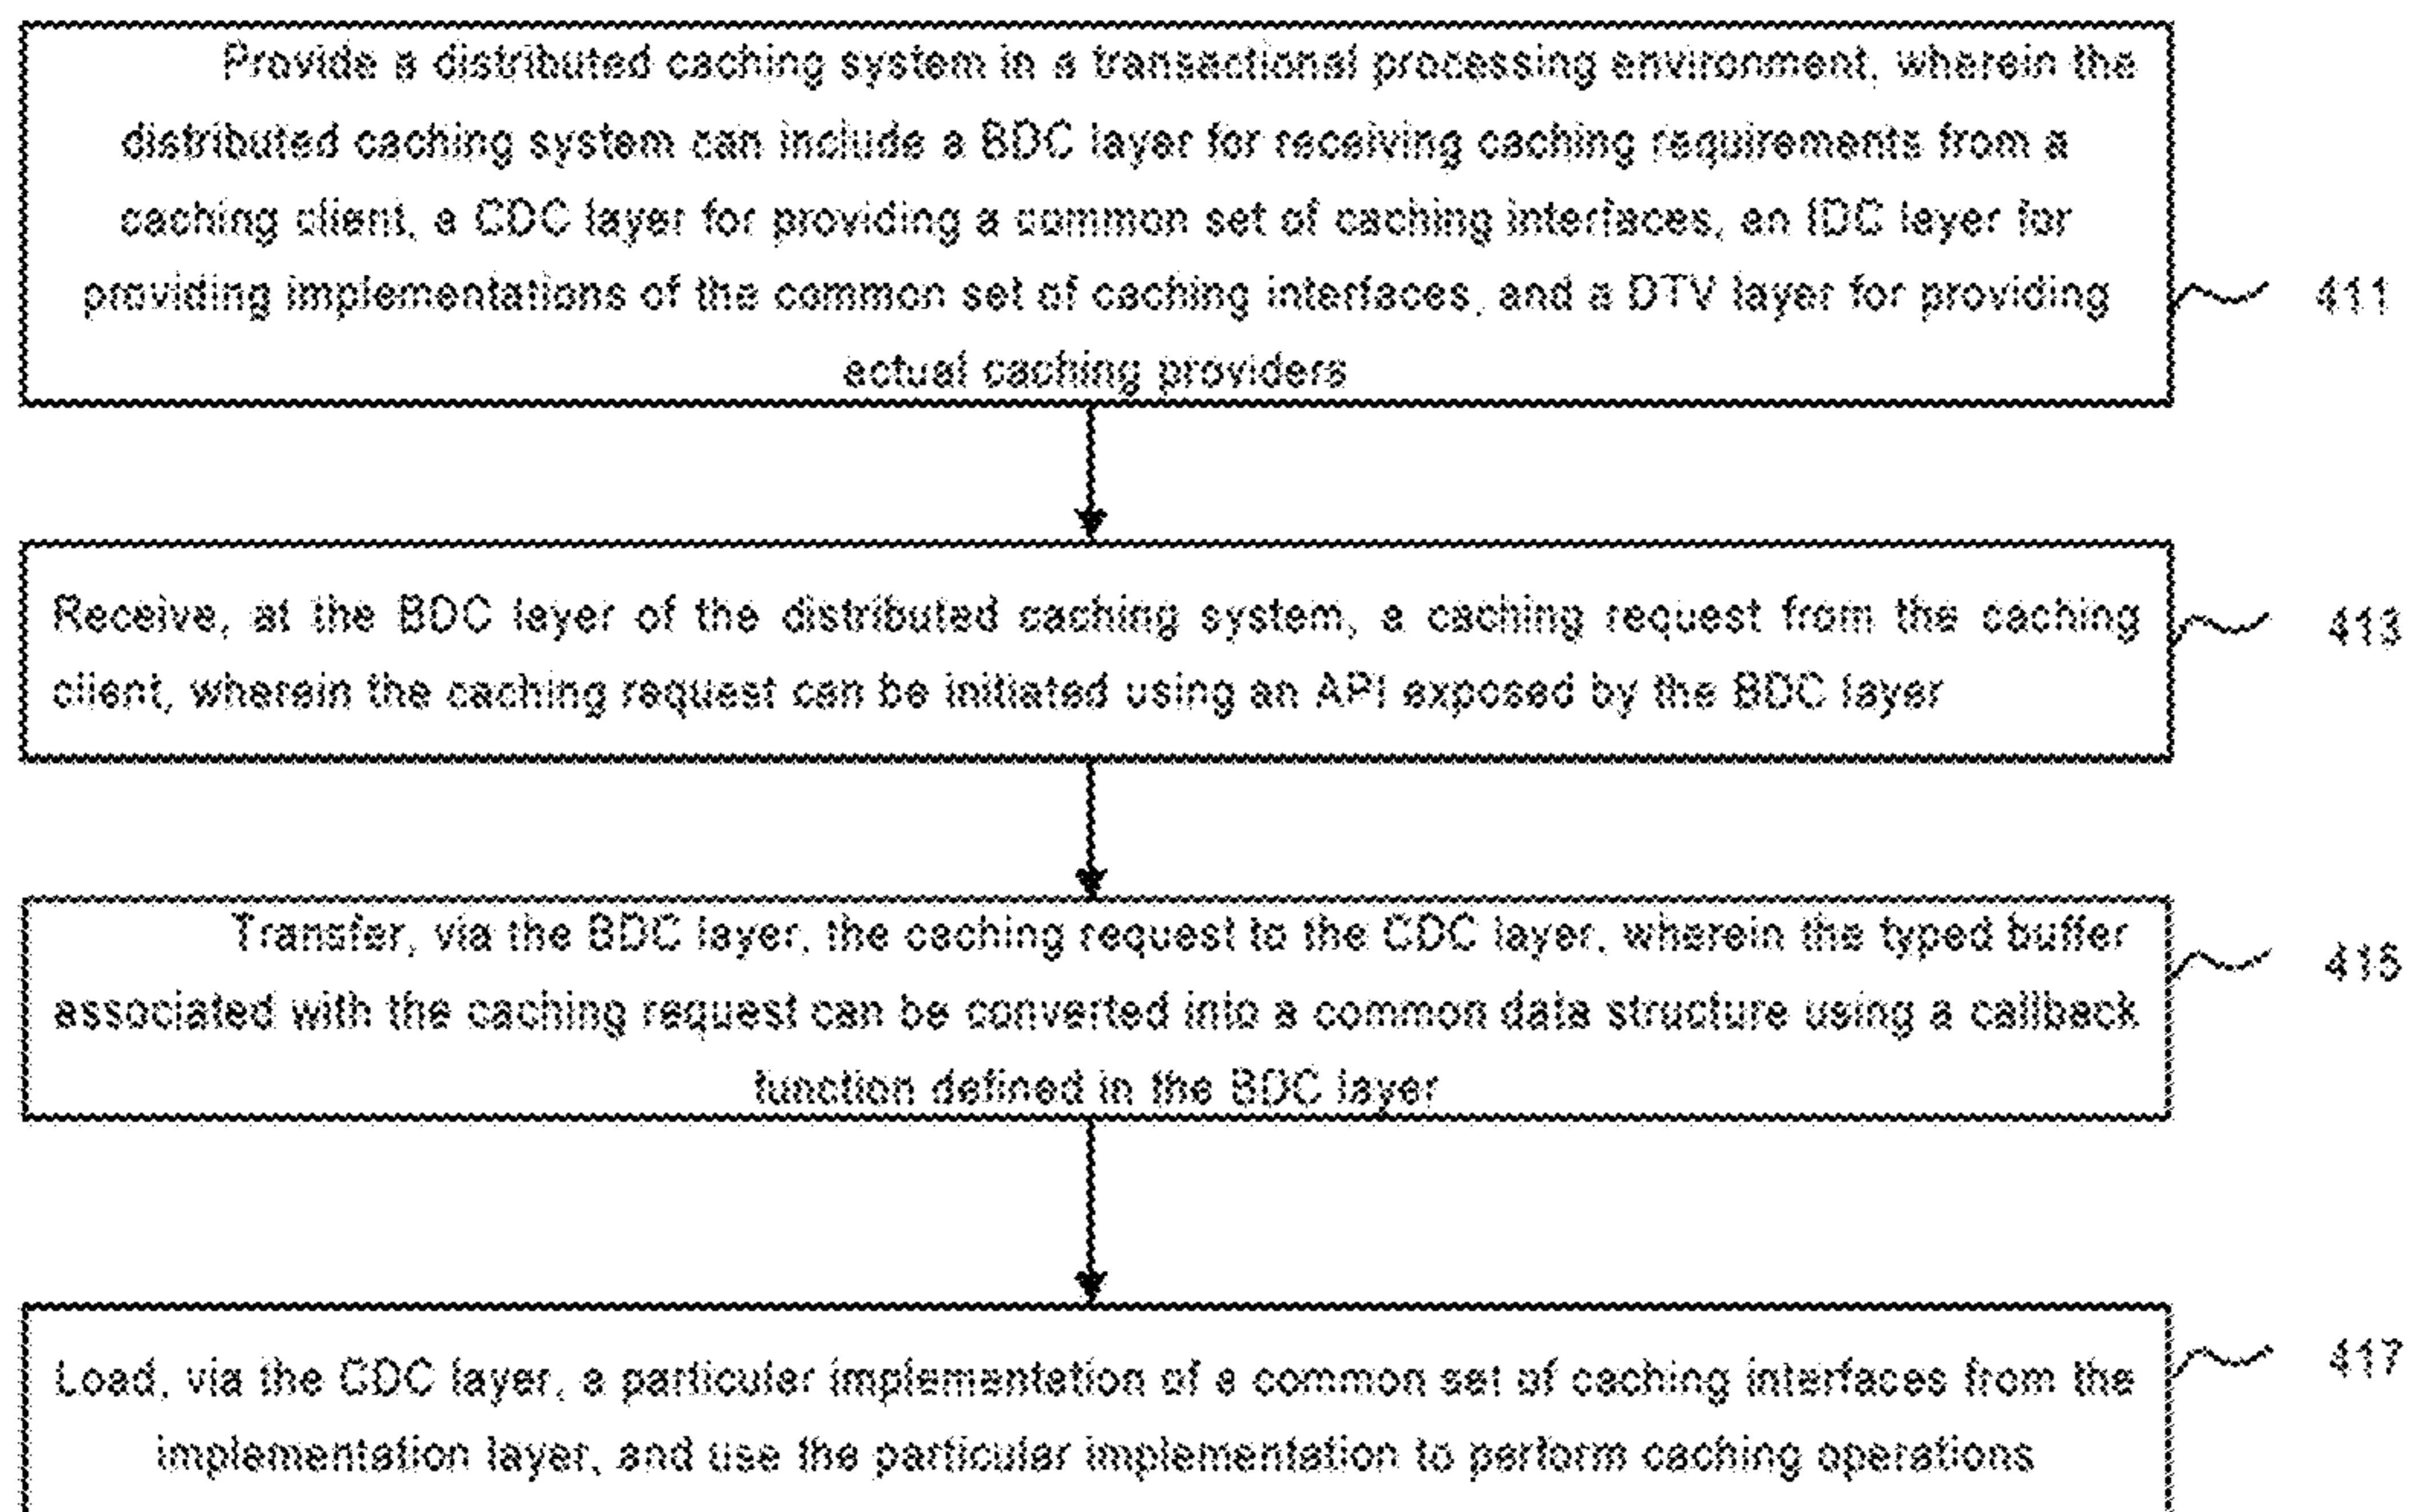 Provide a distributed caching system in a transactional processing environment, wherein the
distributed caching system can include a BDC layer for receiving caching requirements from a
caching client, a CDC layer for providing a common set of caching interfaces, an IDC layer for
providing implementations of the common set of caching interfaces, and a DTV layer for providing
actual caching providers
411
Receive, at the BDC layer of the distributed caching system, a caching request from the caching
client, wherein the caching request can be initiated using an API exposed by the BDC layer
413
Transfer, via the BDC layer, the caching request to the CDC layer, wherein the typed buffer
associated with the caching request can be converted into a common data structure using a callback
function defined in the BDC layer
415
Load, via the CDC layer, a particular implementation of a common set of caching interfaces from the
implementation layer, and use the particular implementation to perform caching operations
417